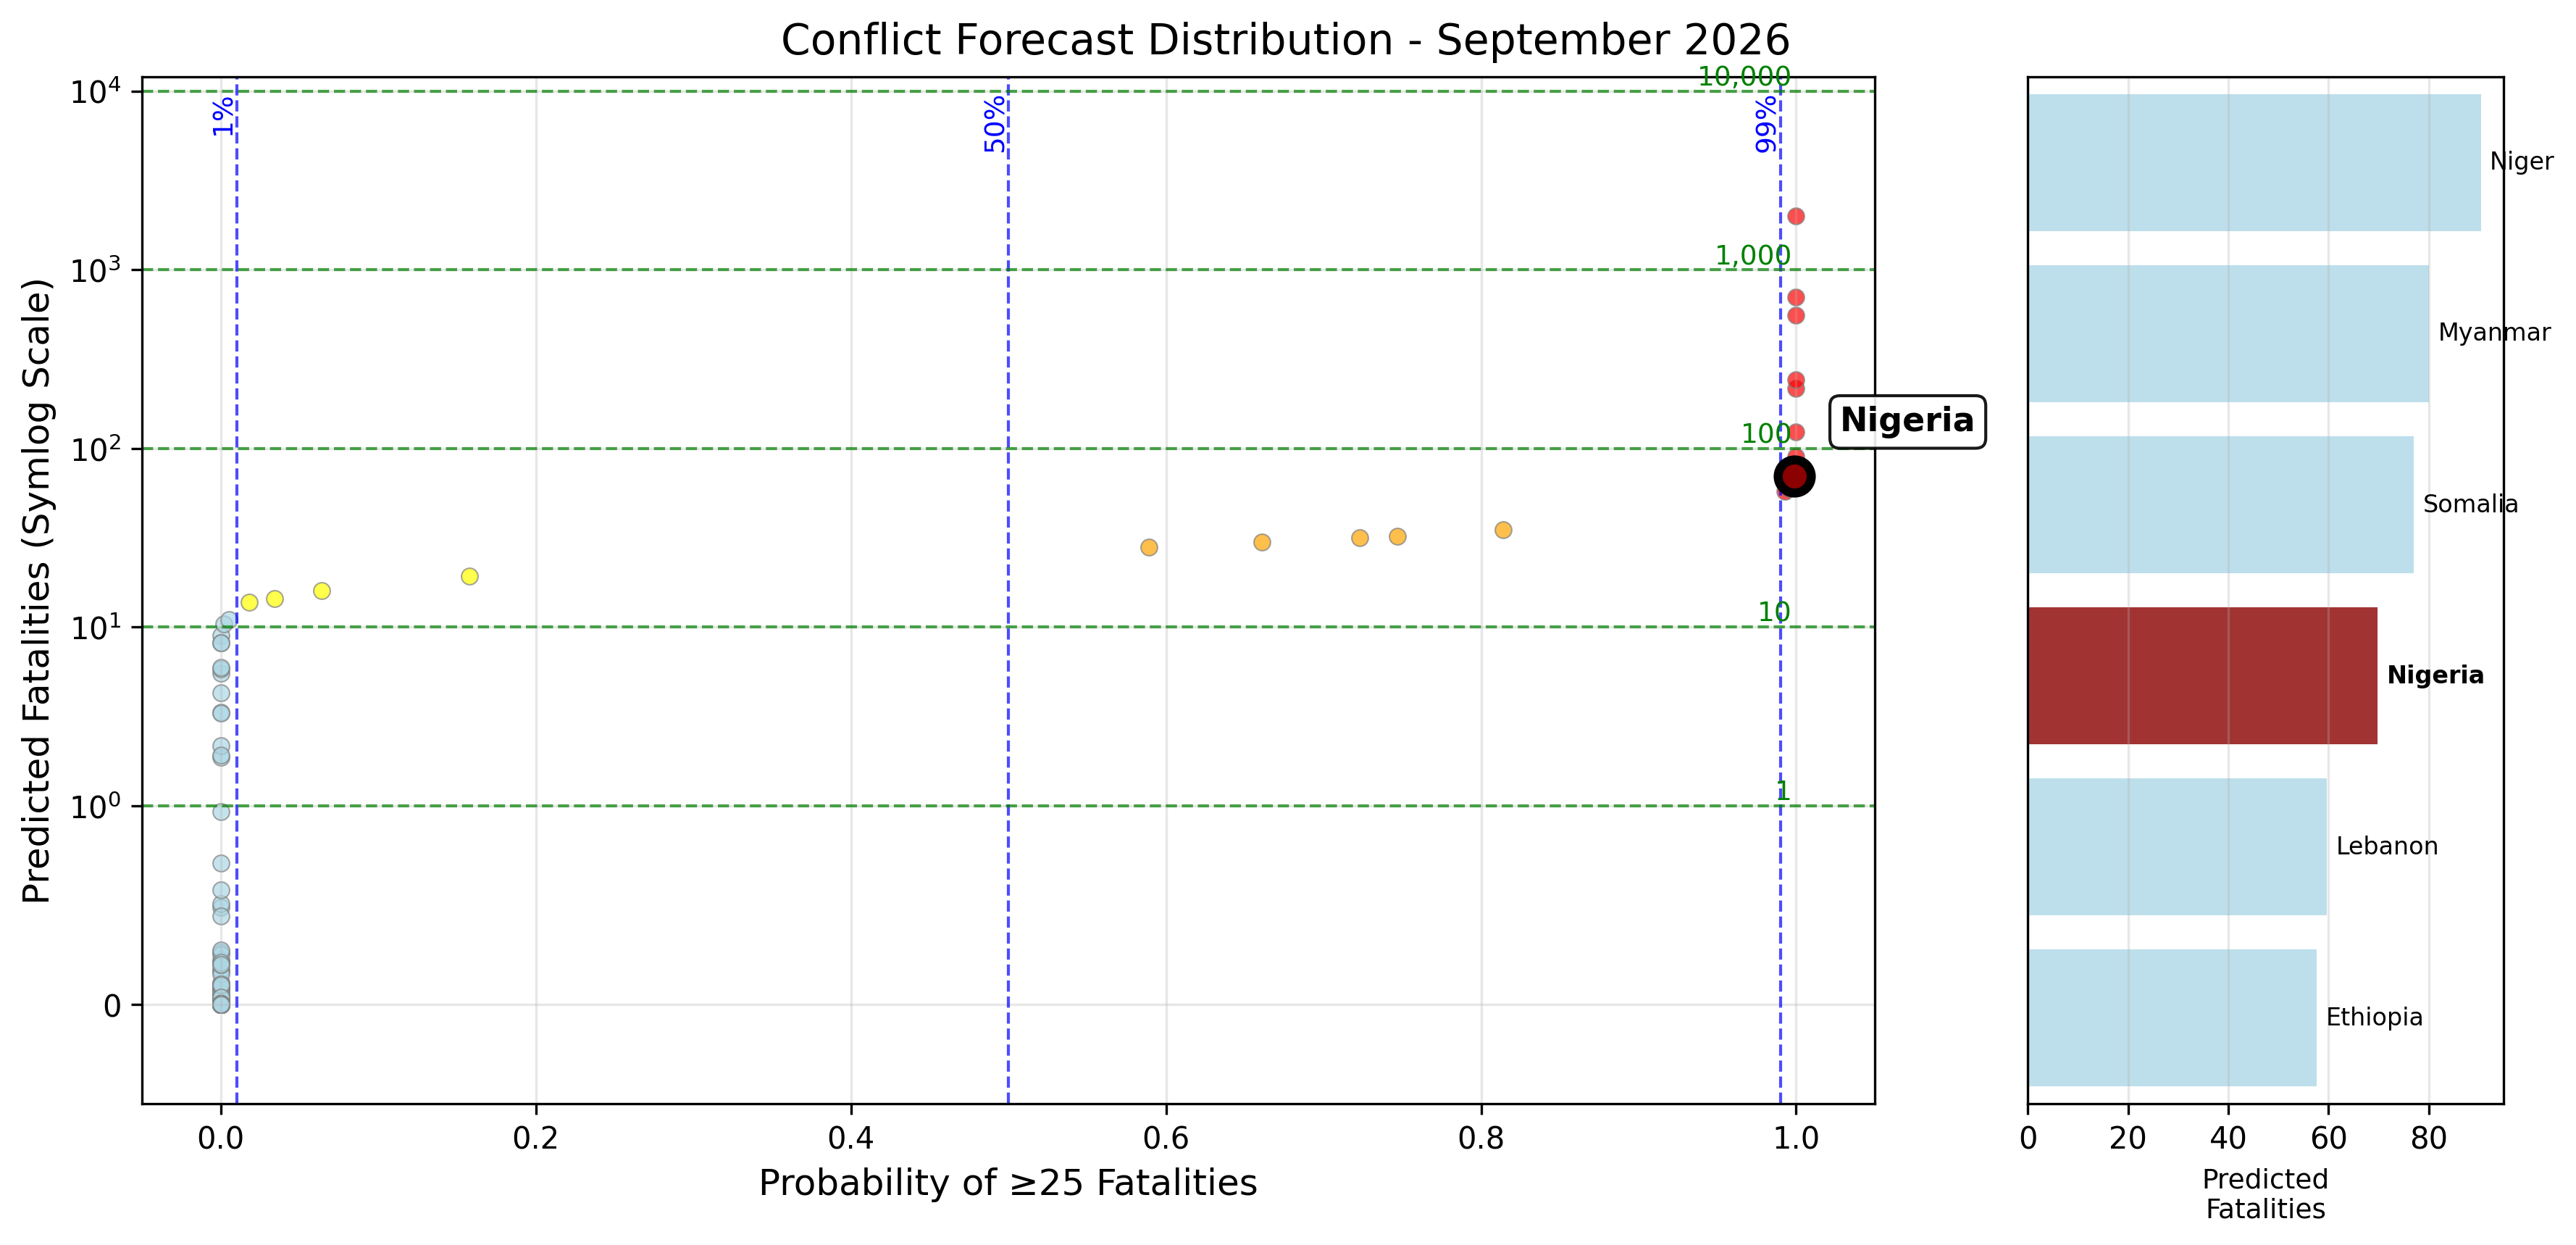 Conflict Forecast Distribution - September 2026
Predicted Fatalities (Symlog Scale)
10⁴
10³
10²
10¹
10⁰
0
1%
50%
99%
10,000
1,000
100
10
1
Nigeria
0.0
0.2
0.4
0.6
0.8
1.0
Probability of ≥25 Fatalities
Niger
Myanmar
Somalia
Nigeria
Lebanon
Ethiopia
0
20
40
60
80
Predicted
Fatalities